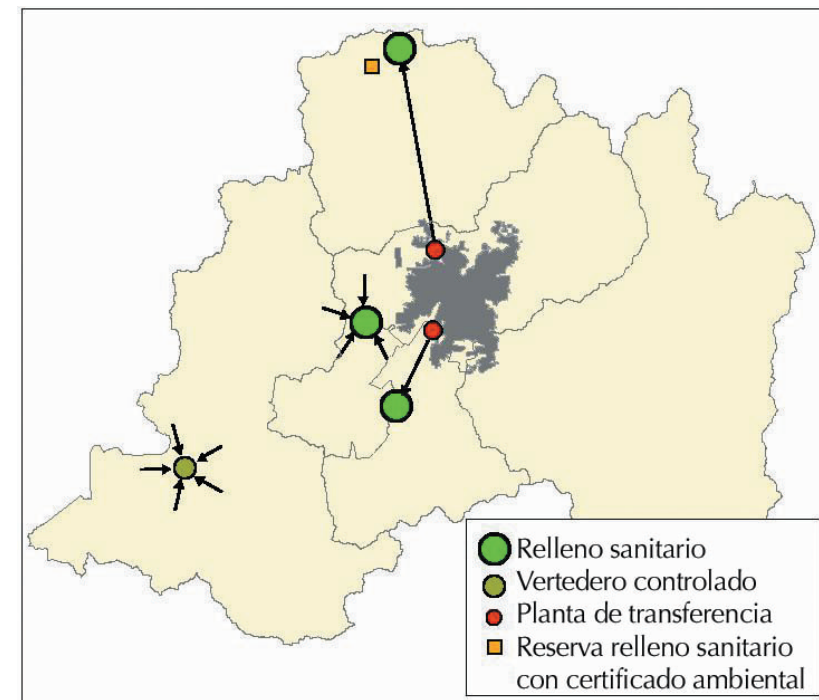 Relleno sanitario
Vertedero controlado
Planta de transferencia
Reserva relleno sanitario
con certificado ambiental